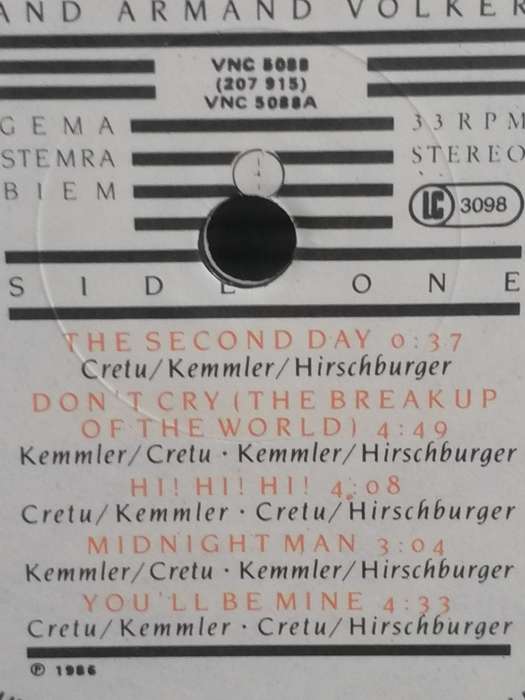 AND ARMAND VOLKER
VNC 5088
(207 915)
VNC 5088A
GEMA
STEMRA
BIEM
33 RPM
STEREO
LC 3098
SIDE ONE
THE SECOND DAY 0:37
Cretu/Kemmler/Hirschburger
DON'T CRY (THE BREAKUP
OF THE WORLD) 4:49
Kemmler/Cretu · Kemmler/Hirschburger
HI! HI! HI! 4:08
Cretu/Kemmler · Cretu/Hirschburger
MIDNIGHT MAN 3:04
Kemmler/Cretu · Kemmler/Hirschburger
YOU'LL BE MINE 4:33
Cretu/Kemmler · Cretu/Hirschburger
℗ 1986